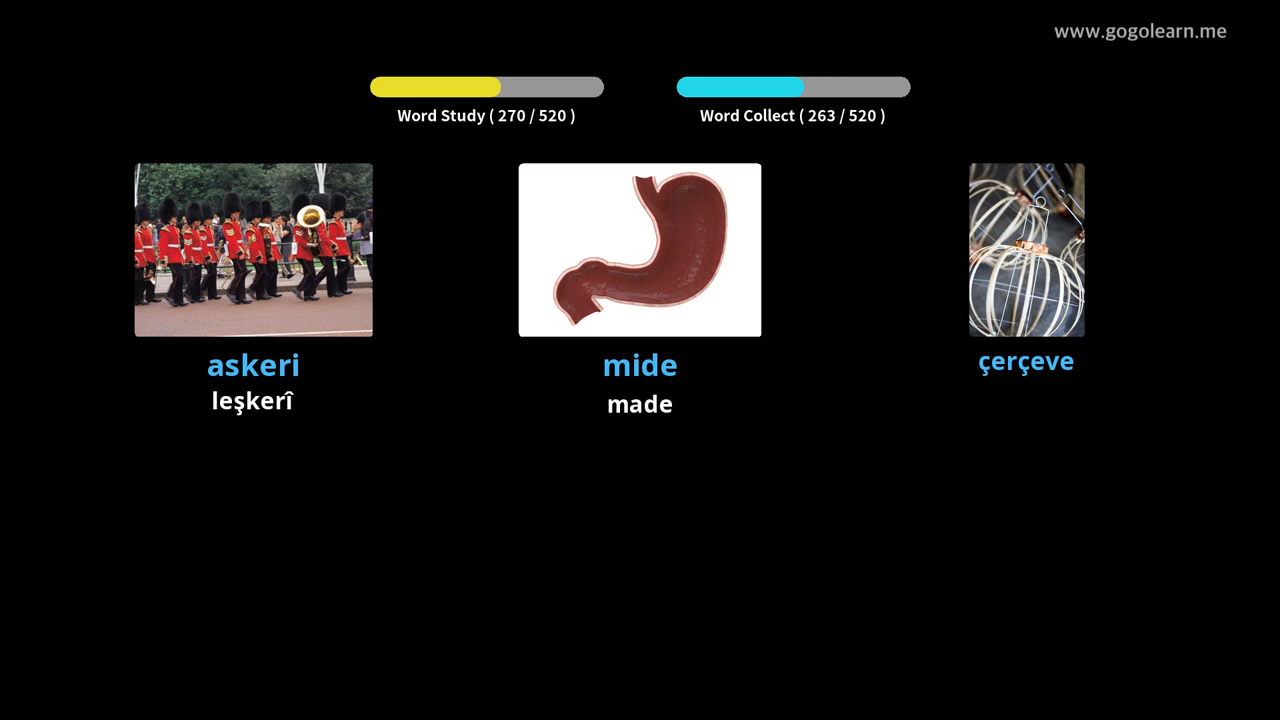 www.gogolearn.me
Word Study ( 270 / 520 )
Word Collect ( 263 / 520 )
askeri
leşkerî
mide
made
çerçeve